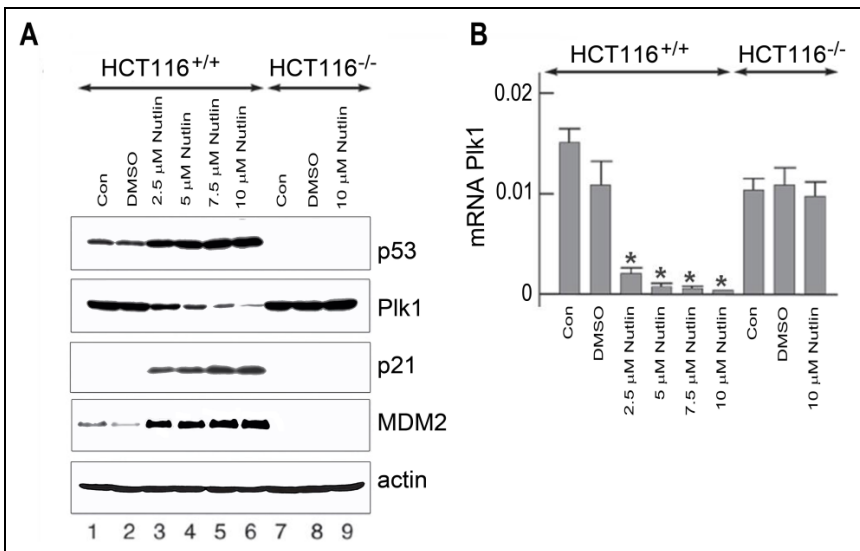 A
HCT116+/+ HCT116-/-
Con
DMSO
2.5 µM Nutlin
5 µM Nutlin
7.5 µM Nutlin
10 µM Nutlin
Con
DMSO
10 µM Nutlin
p53
Plk1
p21
MDM2
actin
1 2 3 4 5 6 7 8 9
B
HCT116+/+ HCT116-/-
mRNA Plk1
0.02
0.01
0
* * * *
Con
DMSO
2.5 µM Nutlin
5 µM Nutlin
7.5 µM Nutlin
10 µM Nutlin
Con
DMSO
10 µM Nutlin